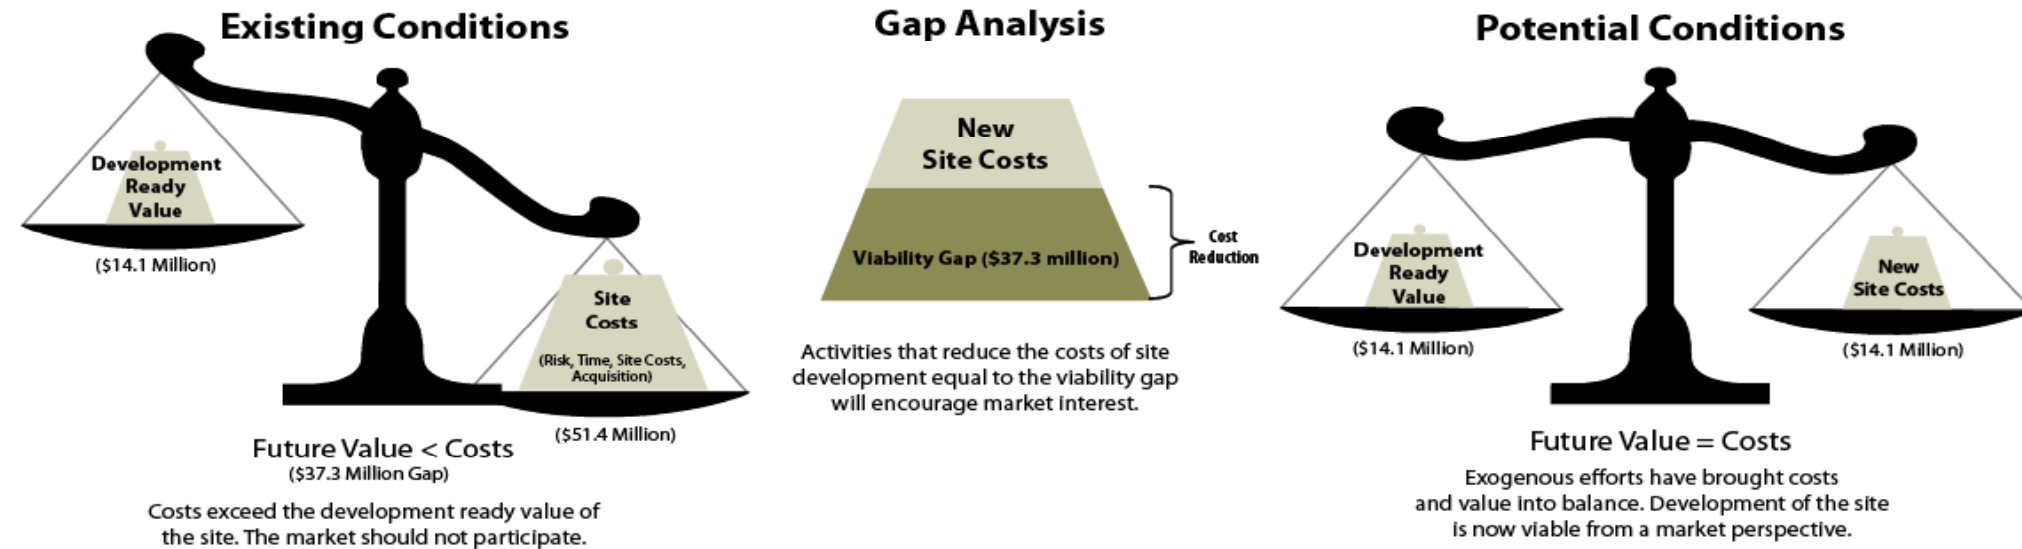 Existing Conditions
Development
Ready
Value
($14.1 Million)
Site
Costs
(Risk, Time, Site Costs,
Acquisition)
($51.4 Million)
Future Value < Costs
($37.3 Million Gap)
Costs exceed the development ready value of
the site. The market should not participate.
Gap Analysis
New
Site Costs
Viability Gap ($37.3 million)
Cost
Reduction
Activities that reduce the costs of site
development equal to the viability gap
will encourage market interest.
Potential Conditions
Development
Ready
Value
($14.1 Million)
New
Site Costs
($14.1 Million)
Future Value = Costs
Exogenous efforts have brought costs
and value into balance. Development of the site
is now viable from a market perspective.